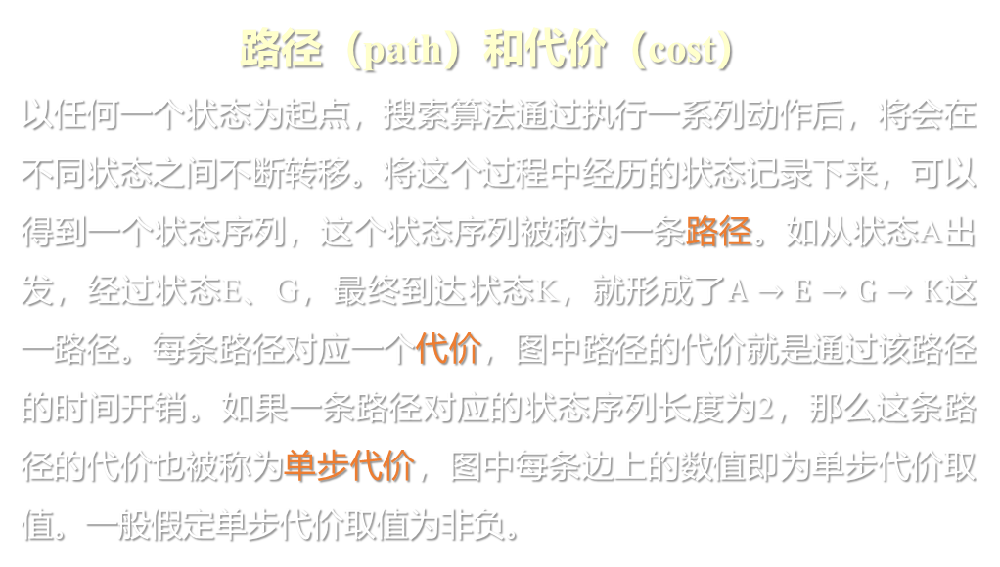 路径（path）和代价（cost）
以任何一个状态为起点，搜索算法通过执行一系列动作后，将会在
不同状态之间不断转移。将这个过程中经历的状态记录下来，可以
得到一个状态序列，这个状态序列被称为一条路径。如从状态A出
发，经过状态E、G，最终到达状态K，就形成了A → E → G → K这
一路径。每条路径对应一个代价，图中路径的代价就是通过该路径
的时间开销。如果一条路径对应的状态序列长度为2，那么这条路
径的代价也被称为单步代价，图中每条边上的数值即为单步代价取
值。一般假定单步代价取值为非负。